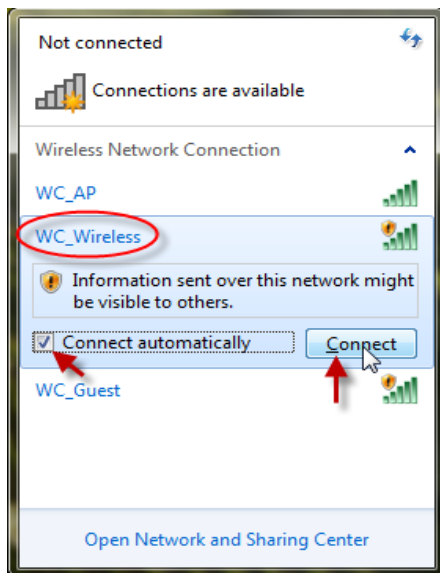 Not connected
Connections are available
Wireless Network Connection
WC_AP
WC_Wireless
Information sent over this network might
be visible to others.
Connect automatically
Connect
WC_Guest
Open Network and Sharing Center